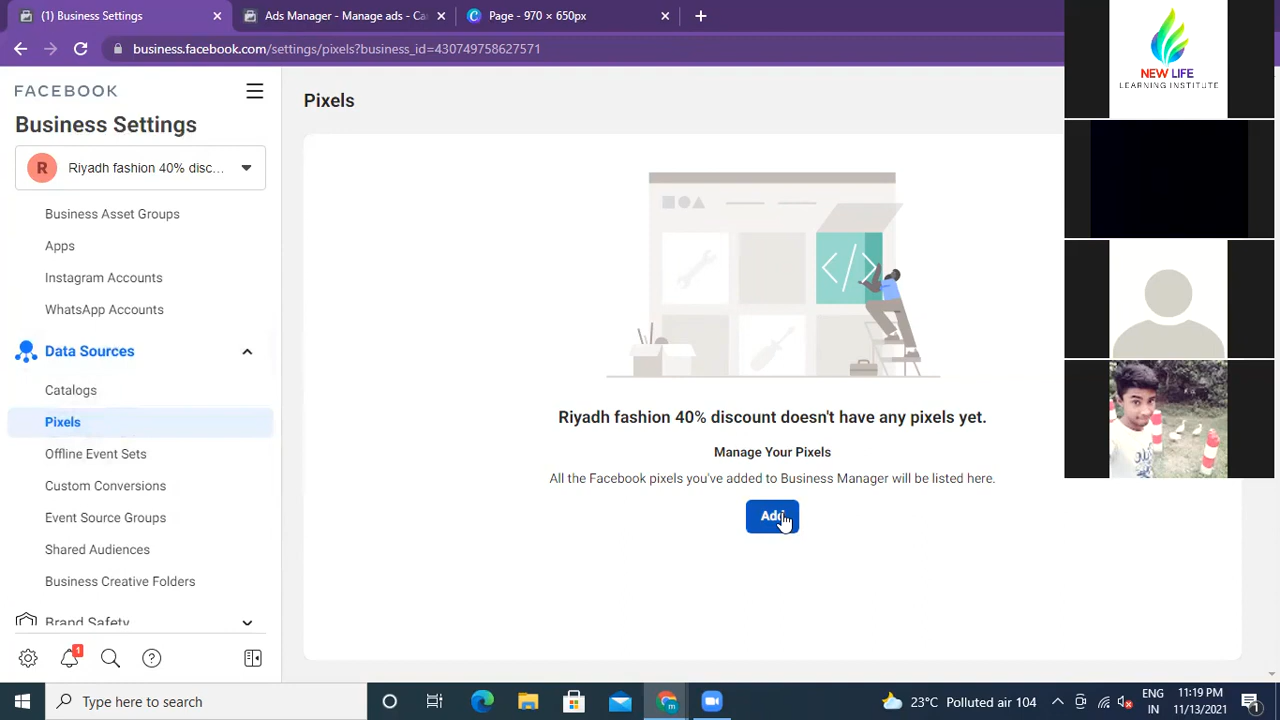 (1) Business Settings
Ads Manager - Manage ads - Ca
Page - 970 × 650px
business.facebook.com/settings/pixels?business_id=430749758627571
FACEBOOK
Business Settings
R
Riyadh fashion 40% disc...
Business Asset Groups
Apps
Instagram Accounts
WhatsApp Accounts
Data Sources
Catalogs
Pixels
Offline Event Sets
Custom Conversions
Event Source Groups
Shared Audiences
Business Creative Folders
Brand Safety
1
Pixels
</>
Riyadh fashion 40% discount doesn't have any pixels yet.
Manage Your Pixels
All the Facebook pixels you've added to Business Manager will be listed here.
Add
NEW LIFE
LEARNING INSTITUTE
Type here to search
23°C Polluted air 104
ENG
IN
11:19 PM
11/13/2021
1